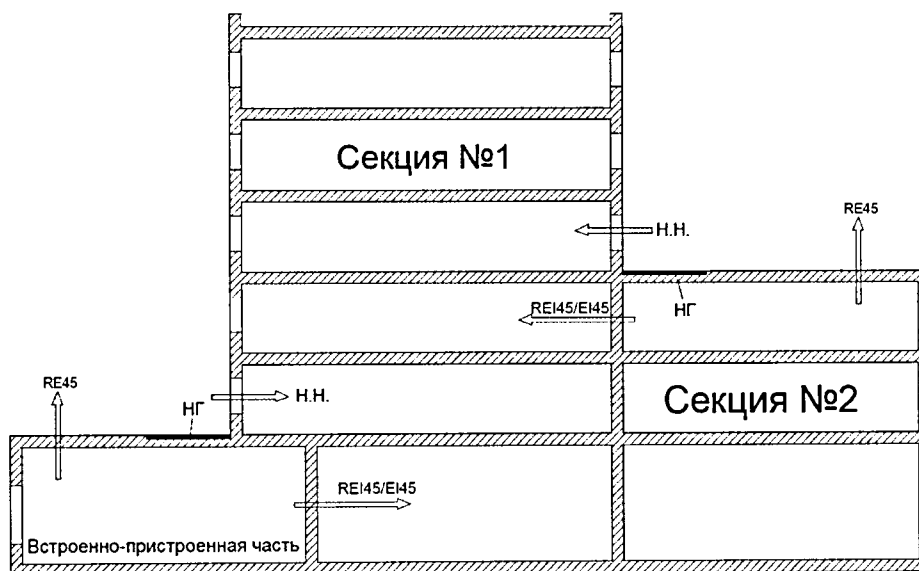 Секция №1
RE45
Н.Н.
REI45/EI45
НГ
RE45
НГ
Н.Н.
Секция №2
REI45/EI45
Встроенно-пристроенная часть